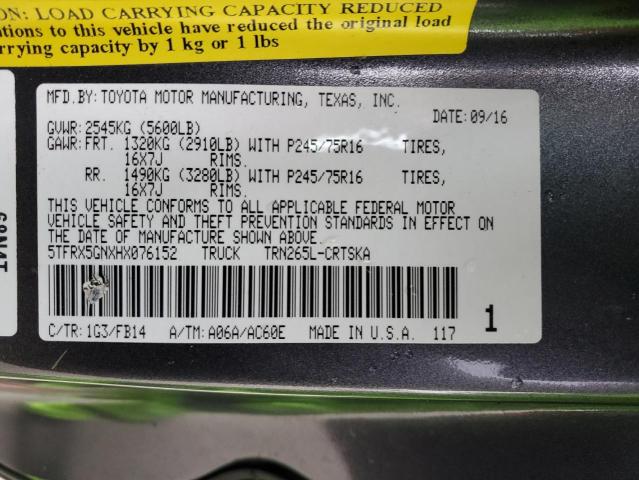 ON: LOAD CARRYING CAPACITY REDUCED
tions to this vehicle have reduced the original load
arrying capacity by 1 kg or 1 lbs
MFD.BY:TOYOTA MOTOR MANUFACTURING, TEXAS, INC.
DATE:09/16
GVWR:2545KG (5600LB)
GAWR:FRT. 1320KG (2910LB) WITH P245/75R16 TIRES,
16X7J RIMS.
RR. 1490KG (3280LB) WITH P245/75R16 TIRES,
16X7J RIMS.
THIS VEHICLE CONFORMS TO ALL APPLICABLE FEDERAL MOTOR
VEHICLE SAFETY AND THEFT PREVENTION STANDARDS IN EFFECT ON
THE DATE OF MANUFACTURE SHOWN ABOVE.
5TFRX5GNXHX076152 TRUCK TRN265L-CRTSKA
C/TR:1G3/FB14 A/TM:A06A/AC60E MADE IN U.S.A. 117
1